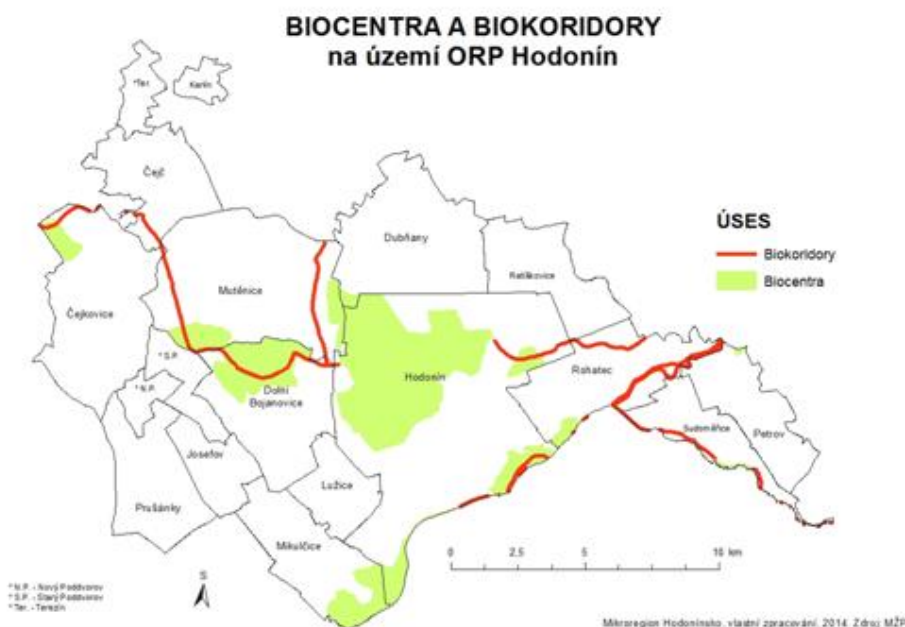 BIOCENTRA A BIOKORIDORY
na území ORP Hodonín
*Ter.
Karlín
Čejč
Dubňany
ÚSES
Ratíškovice
Biokoridory
Mutěnice
Biocentra
Čejkovice
*S.P.
Hodonín
Rohatec
*N.P.
Dolní
Bojanovice
Sudoměřice
Petrov
Josefov
Lužice
Prušánky
Mikulčice
0 2,5 5 10 km
S
*N.P. - Nový Poddvorov
*S.P. - Starý Poddvorov
*Ter. - Terezín
Mikroregion Hodonínsko, vlastní zpracování, 2014. Zdroj MŽP